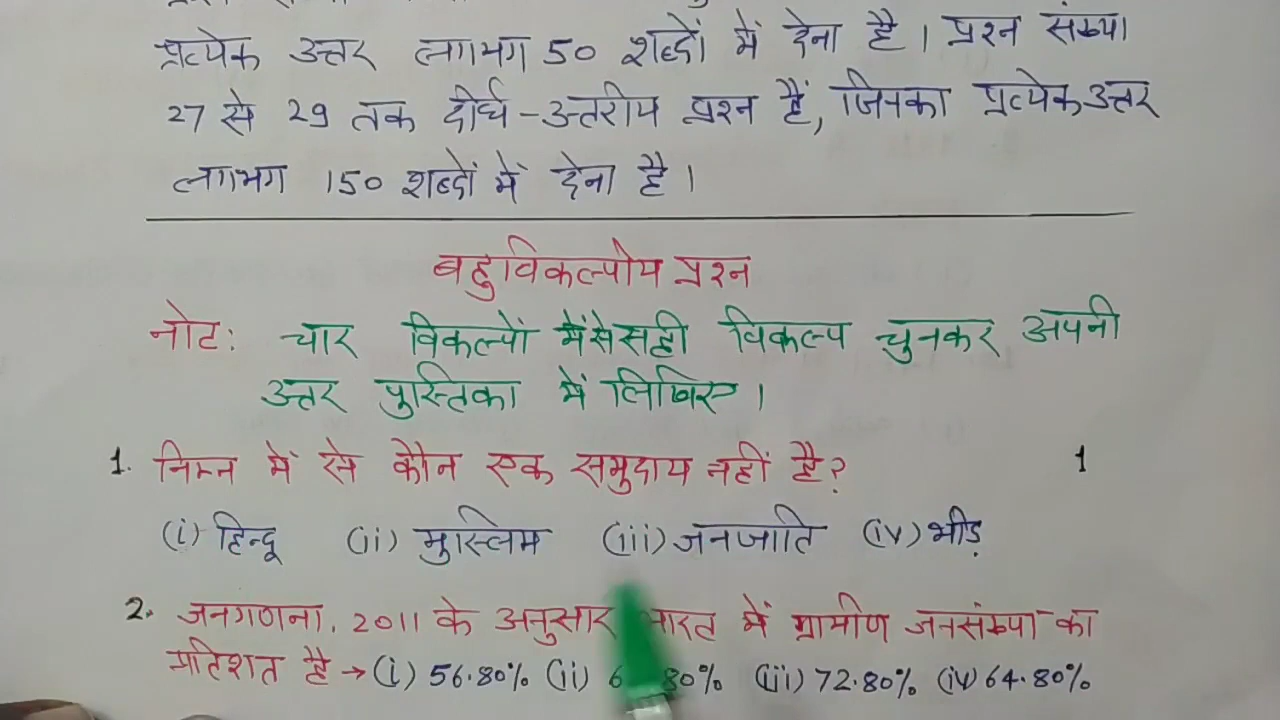 प्रत्येक उत्तर लगभग 50 शब्दों में देना है। प्रश्न संख्या
27 से 29 तक दीर्घ-उत्तरीय प्रश्न हैं, जिनका प्रत्येक उत्तर
लगभग 150 शब्दों में देना है।
बहुविकल्पीय प्रश्न
नोट: चार विकल्पों में से सही विकल्प चुनकर अपनी
उत्तर पुस्तिका में लिखिए।
1. निम्न में से कौन एक समुदाय नहीं है? 1
(i) हिन्दू (ii) मुस्लिम (iii) जनजाति (iv) भीड़
2. जनगणना, 2011 के अनुसार भारत में ग्रामीण जनसंख्या का
प्रतिशत है → (i) 56.80% (ii) 80% (iii) 72.80% (iv) 64.80%